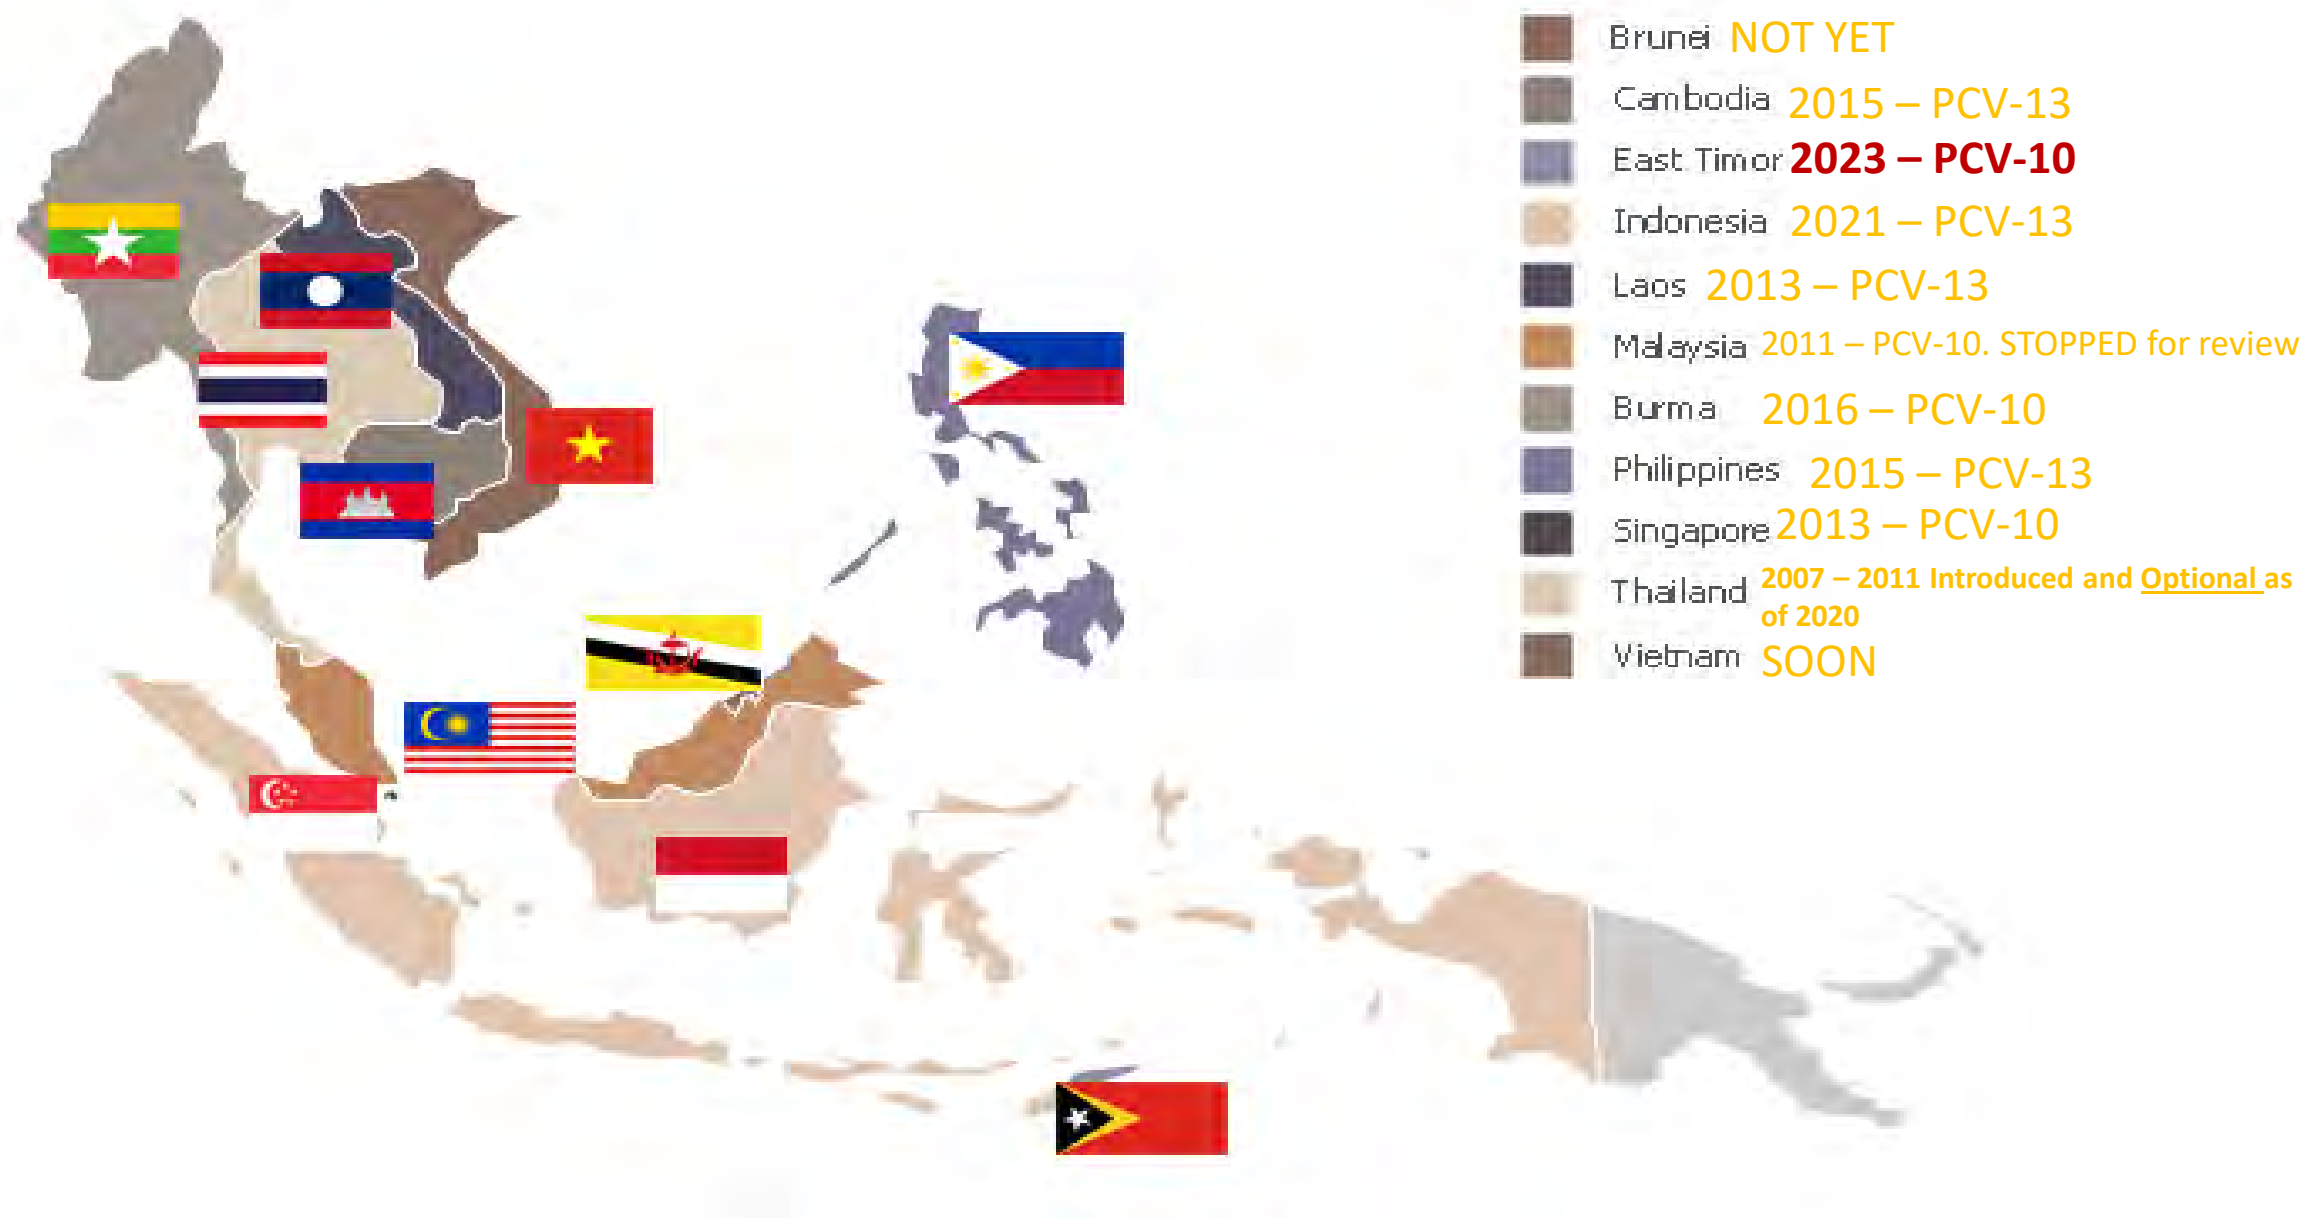 Brunei NOT YET
Cambodia 2015 – PCV-13
East Timor 2023 – PCV-10
Indonesia 2021 – PCV-13
Laos 2013 – PCV-13
Malaysia 2011 – PCV-10. STOPPED for review
Burma 2016 – PCV-10
Philippines 2015 – PCV-13
Singapore 2013 – PCV-10
Thailand 2007 – 2011 Introduced and Optional as
of 2020
Vietnam SOON